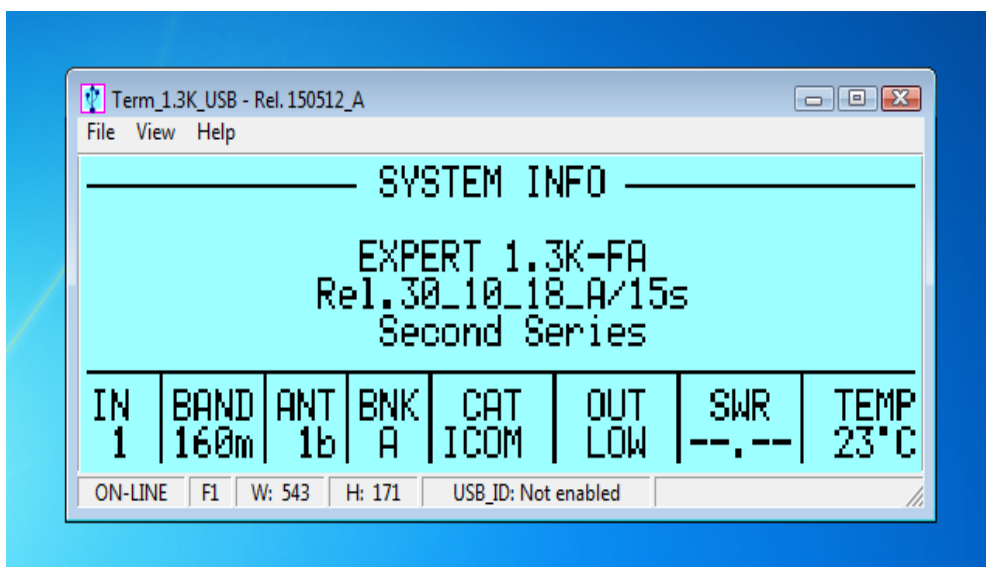 Term_1.3K_USB - Rel. 150512_A
File View Help
SYSTEM INFO
EXPERT 1.3K-FA
Rel.30_10_18_A/15s
Second Series
IN BAND ANT BNK CAT OUT SWR TEMP
1 160m 1b A ICOM LOW --.-- 23°C
ON-LINE F1 W: 543 H: 171 USB_ID: Not enabled